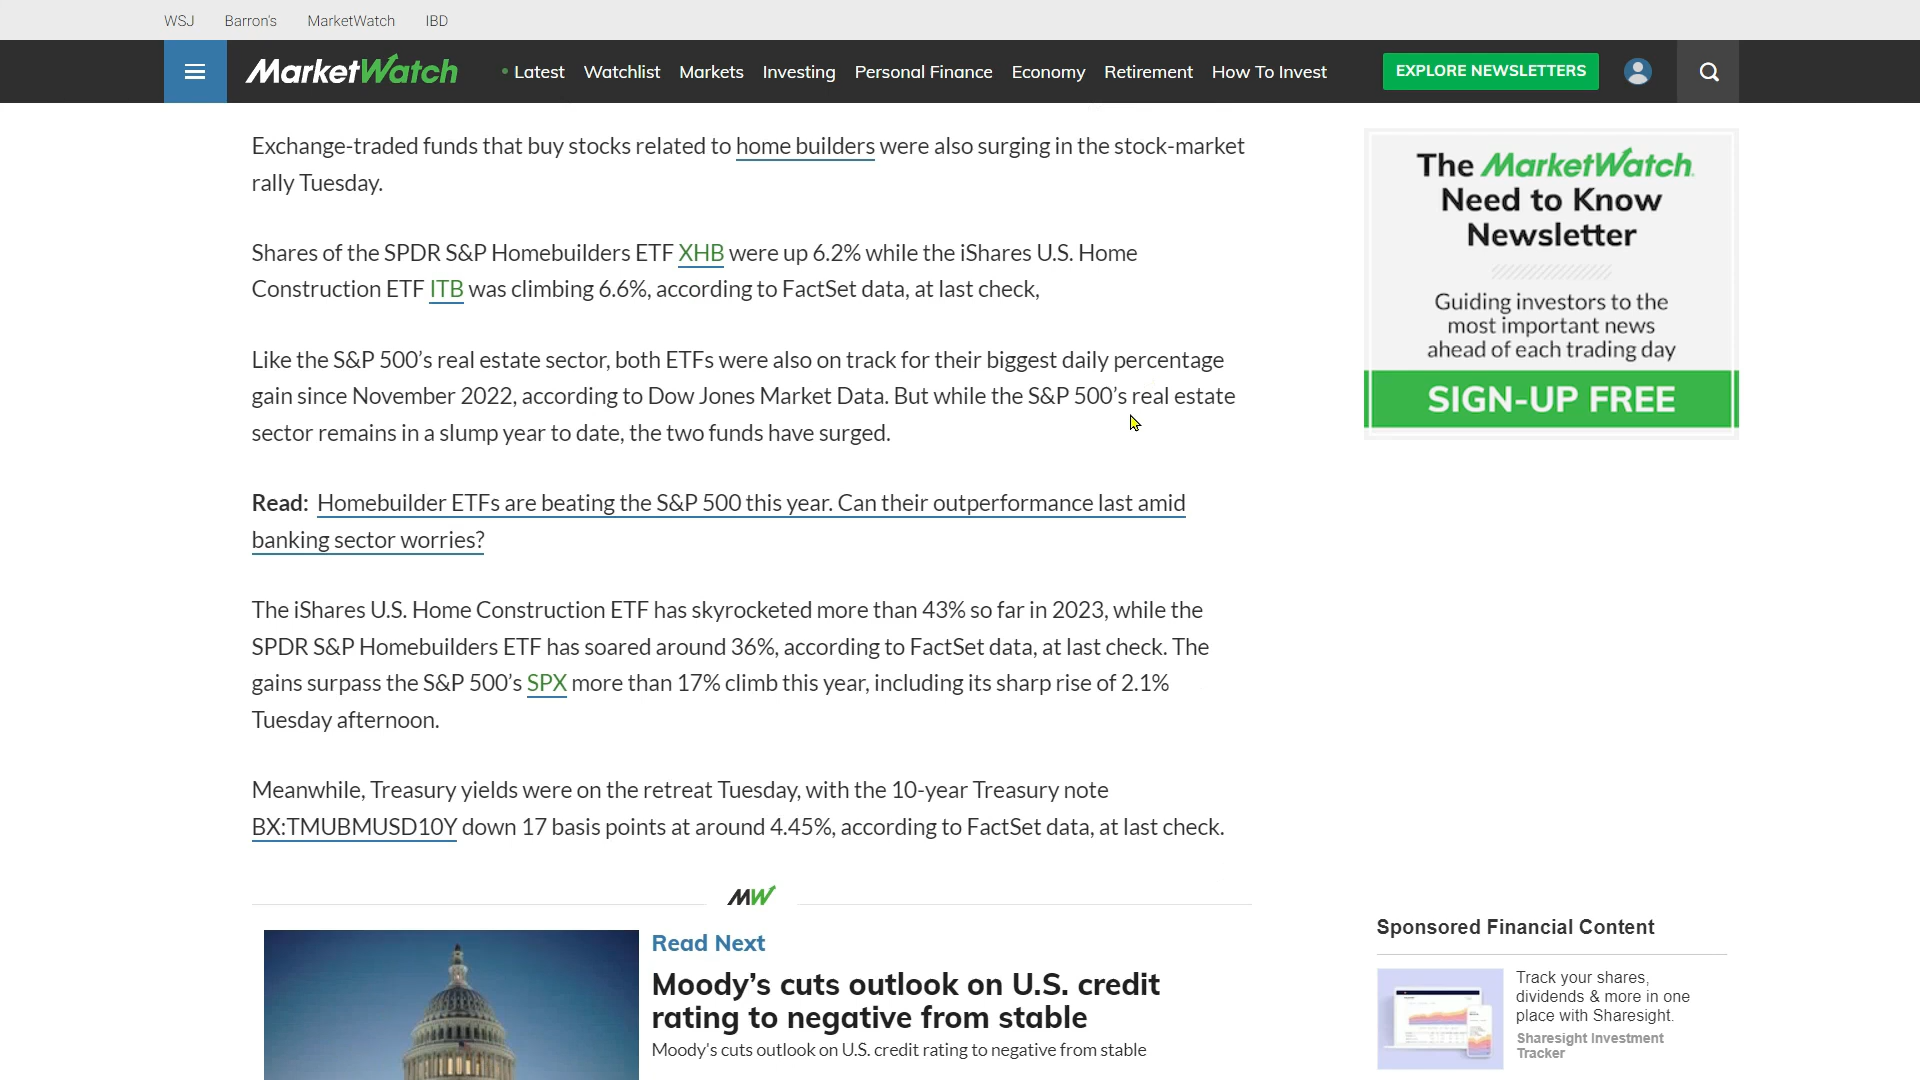 WSJ Barron's MarketWatch IBD
MarketWatch • Latest Watchlist Markets Investing Personal Finance Economy Retirement How To Invest EXPLORE NEWSLETTERS
Exchange-traded funds that buy stocks related to home builders were also surging in the stock-market
rally Tuesday.
Shares of the SPDR S&P Homebuilders ETF XHB were up 6.2% while the iShares U.S. Home
Construction ETF ITB was climbing 6.6%, according to FactSet data, at last check,
Like the S&P 500’s real estate sector, both ETFs were also on track for their biggest daily percentage
gain since November 2022, according to Dow Jones Market Data. But while the S&P 500’s real estate
sector remains in a slump year to date, the two funds have surged.
Read: Homebuilder ETFs are beating the S&P 500 this year. Can their outperformance last amid
banking sector worries?
The iShares U.S. Home Construction ETF has skyrocketed more than 43% so far in 2023, while the
SPDR S&P Homebuilders ETF has soared around 36%, according to FactSet data, at last check. The
gains surpass the S&P 500’s SPX more than 17% climb this year, including its sharp rise of 2.1%
Tuesday afternoon.
Meanwhile, Treasury yields were on the retreat Tuesday, with the 10-year Treasury note
BX:TMUBMUSD10Y down 17 basis points at around 4.45%, according to FactSet data, at last check.
MW
Read Next
Moody’s cuts outlook on U.S. credit
rating to negative from stable
Moody's cuts outlook on U.S. credit rating to negative from stable
The MarketWatch
Need to Know
Newsletter
Guiding investors to the
most important news
ahead of each trading day
SIGN-UP FREE
Sponsored Financial Content
Track your shares,
dividends & more in one
place with Sharesight.
Sharesight Investment
Tracker